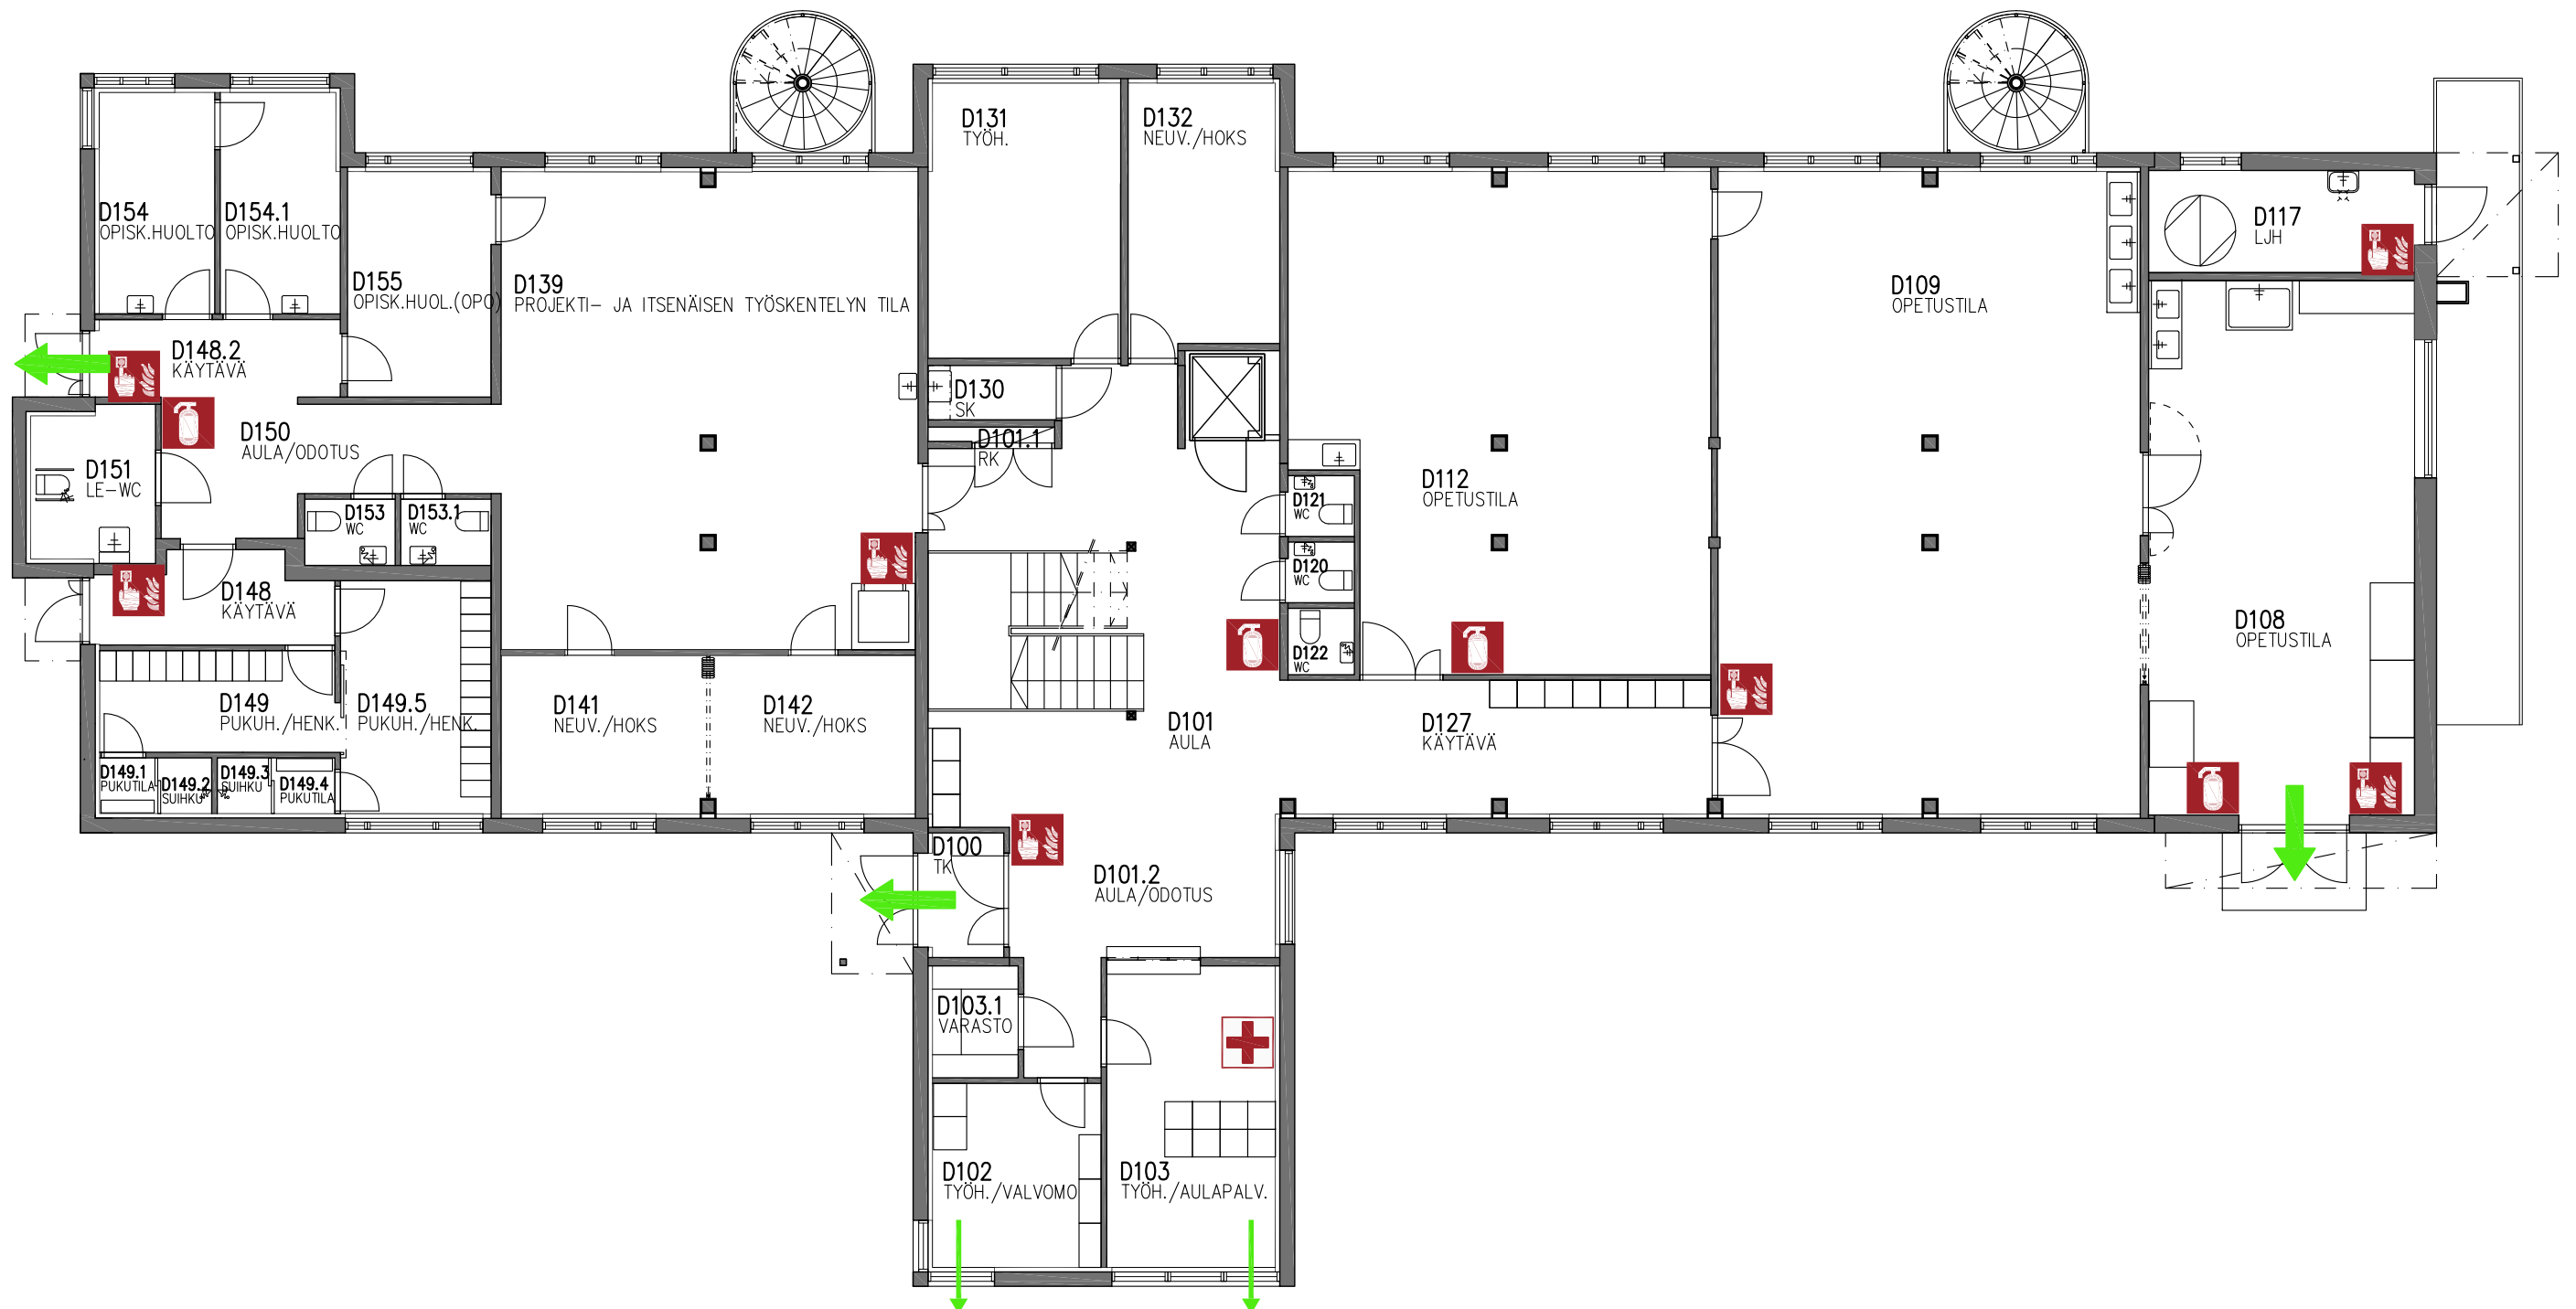 D131
TYÖH.
D132
NEUV./HOKS
D154
OPISK.HUOLTO
D154.1
OPISK.HUOLTO
D117
LJH
D155
OPISK.HUOL.(OPO)
D139
PROJEKTI- JA ITSENÄISEN TYÖSKENTELYN TILA
D109
OPETUSTILA
D148.2
KÄYTÄVÄ
D130
SK
D150
AULA/ODOTUS
D101.1
RK
D151
LE-WC
D112
OPETUSTILA
D153
WC
D153.1
WC
D121
WC
D120
WC
D148
KÄYTÄVÄ
D122
WC
D108
OPETUSTILA
D149
PUKUH./HENK.
D149.5
PUKUH./HENK.
D141
NEUV./HOKS
D142
NEUV./HOKS
D101
AULA
D127
KÄYTÄVÄ
D149.1
PUKUTILA
D149.2
SUIHKU
D149.3
SUIHKU
D149.4
PUKUTILA
D100
TK
D101.2
AULA/ODOTUS
D103.1
VARASTO
D102
TYÖH./VALVOMO
D103
TYÖH./AULAPALV.